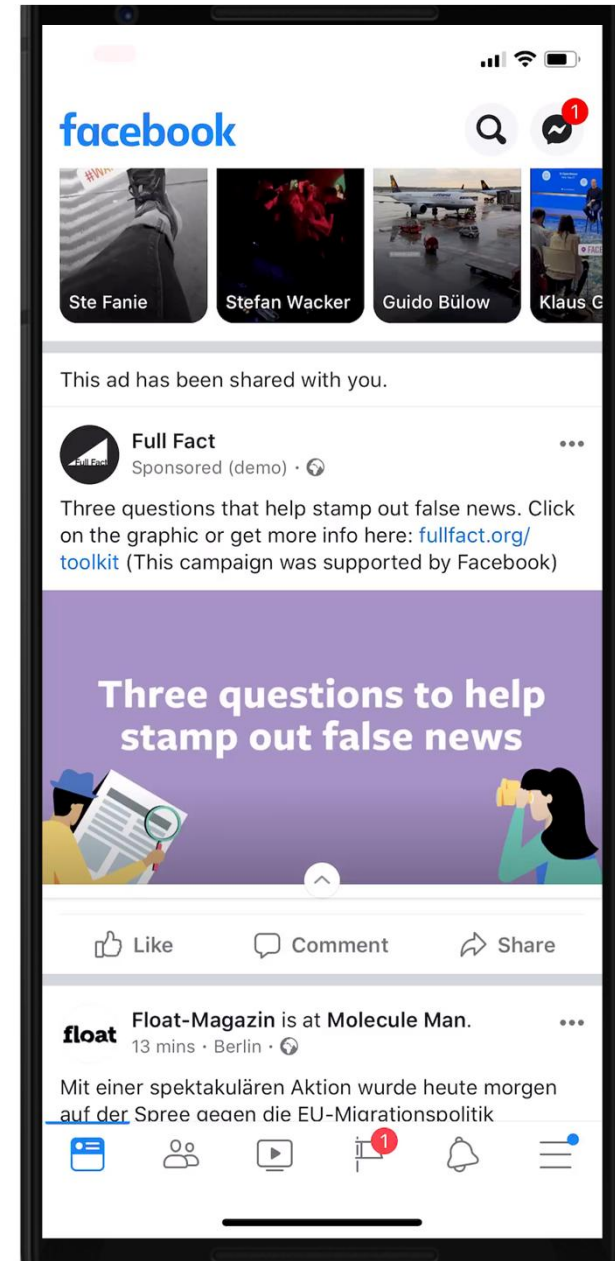 facebook
1
#WA
Ste Fanie
Stefan Wacker
Guido Bülow
Klaus G
This ad has been shared with you.
Full Fact
Full Fact
Sponsored (demo) ·
Three questions that help stamp out false news. Click
on the graphic or get more info here: fullfact.org/
toolkit (This campaign was supported by Facebook)
Three questions to help
stamp out false news
Like
Comment
Share
float
Float-Magazin is at Molecule Man.
13 mins · Berlin ·
Mit einer spektakulären Aktion wurde heute morgen
auf der Spree gegen die EU-Migrationspolitik
1